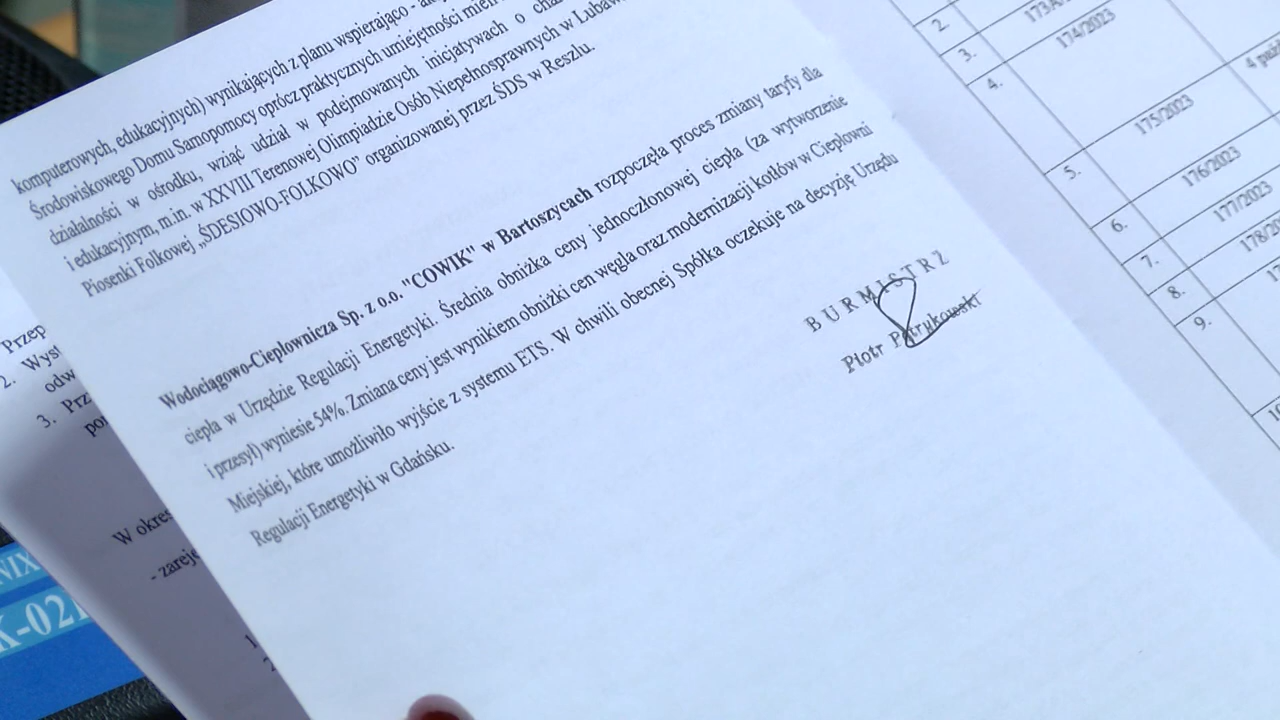 komputerowych, edukacyjnych) wynikających z planu wspierająco -
Środowiskowego Domu Samopomocy oprócz praktycznych umiejętności
działalności w ośrodku, wziąć udział w podejmowanych inicjatywach o
i edukacyjnym, m.in. w XXVIII Terenowej Olimpiadzie Osób Niepełnosprawnych w
Piosenki Folkowej „ŚDESIOWO-FOLKOWO” organizowanej przez ŚDS w Reszlu.
Wodociągowo-Ciepłownicza Sp. z o.o. "COWIK" w Bartoszycach rozpoczęła proces zmiany taryfy dla
ciepła w Urzędzie Regulacji Energetyki. Średnia obniżka ceny jednoczłonowej ciepła (za wytworzenie
i przesył) wyniesie 54%. Zmiana ceny jest wynikiem obniżki cen węgla oraz modernizacji kotłów w Ciepłowni
Miejskiej, które umożliwiło wyjście z systemu ETS. W chwili obecnej Spółka oczekuje na decyzję Urzędu
Regulacji Energetyki w Gdańsku.
BURMISTRZ
Piotr Petrykowski
2.
3.
4.
174/2023
5.
175/2023
6.
176/2023
7.
177/2023
8.
9.
2.
3.
W